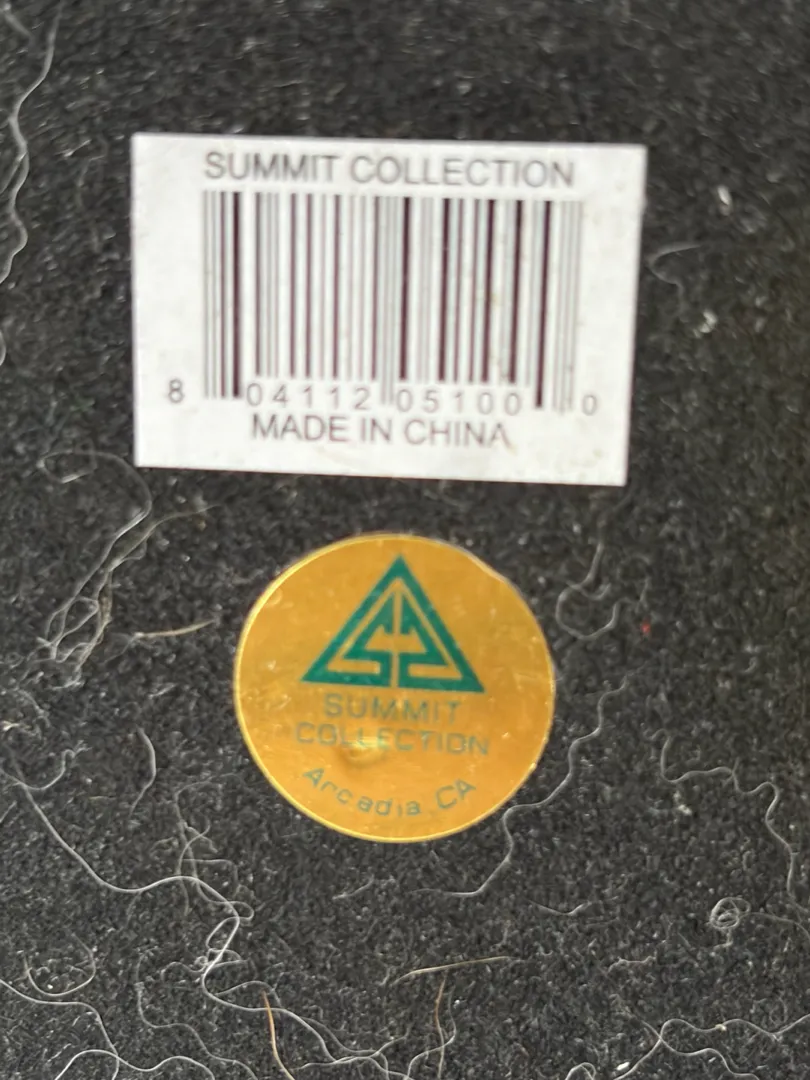 SUMMIT COLLECTION
8 04112 05100 0
MADE IN CHINA
SUMMIT
COLLECTION
Arcadia CA